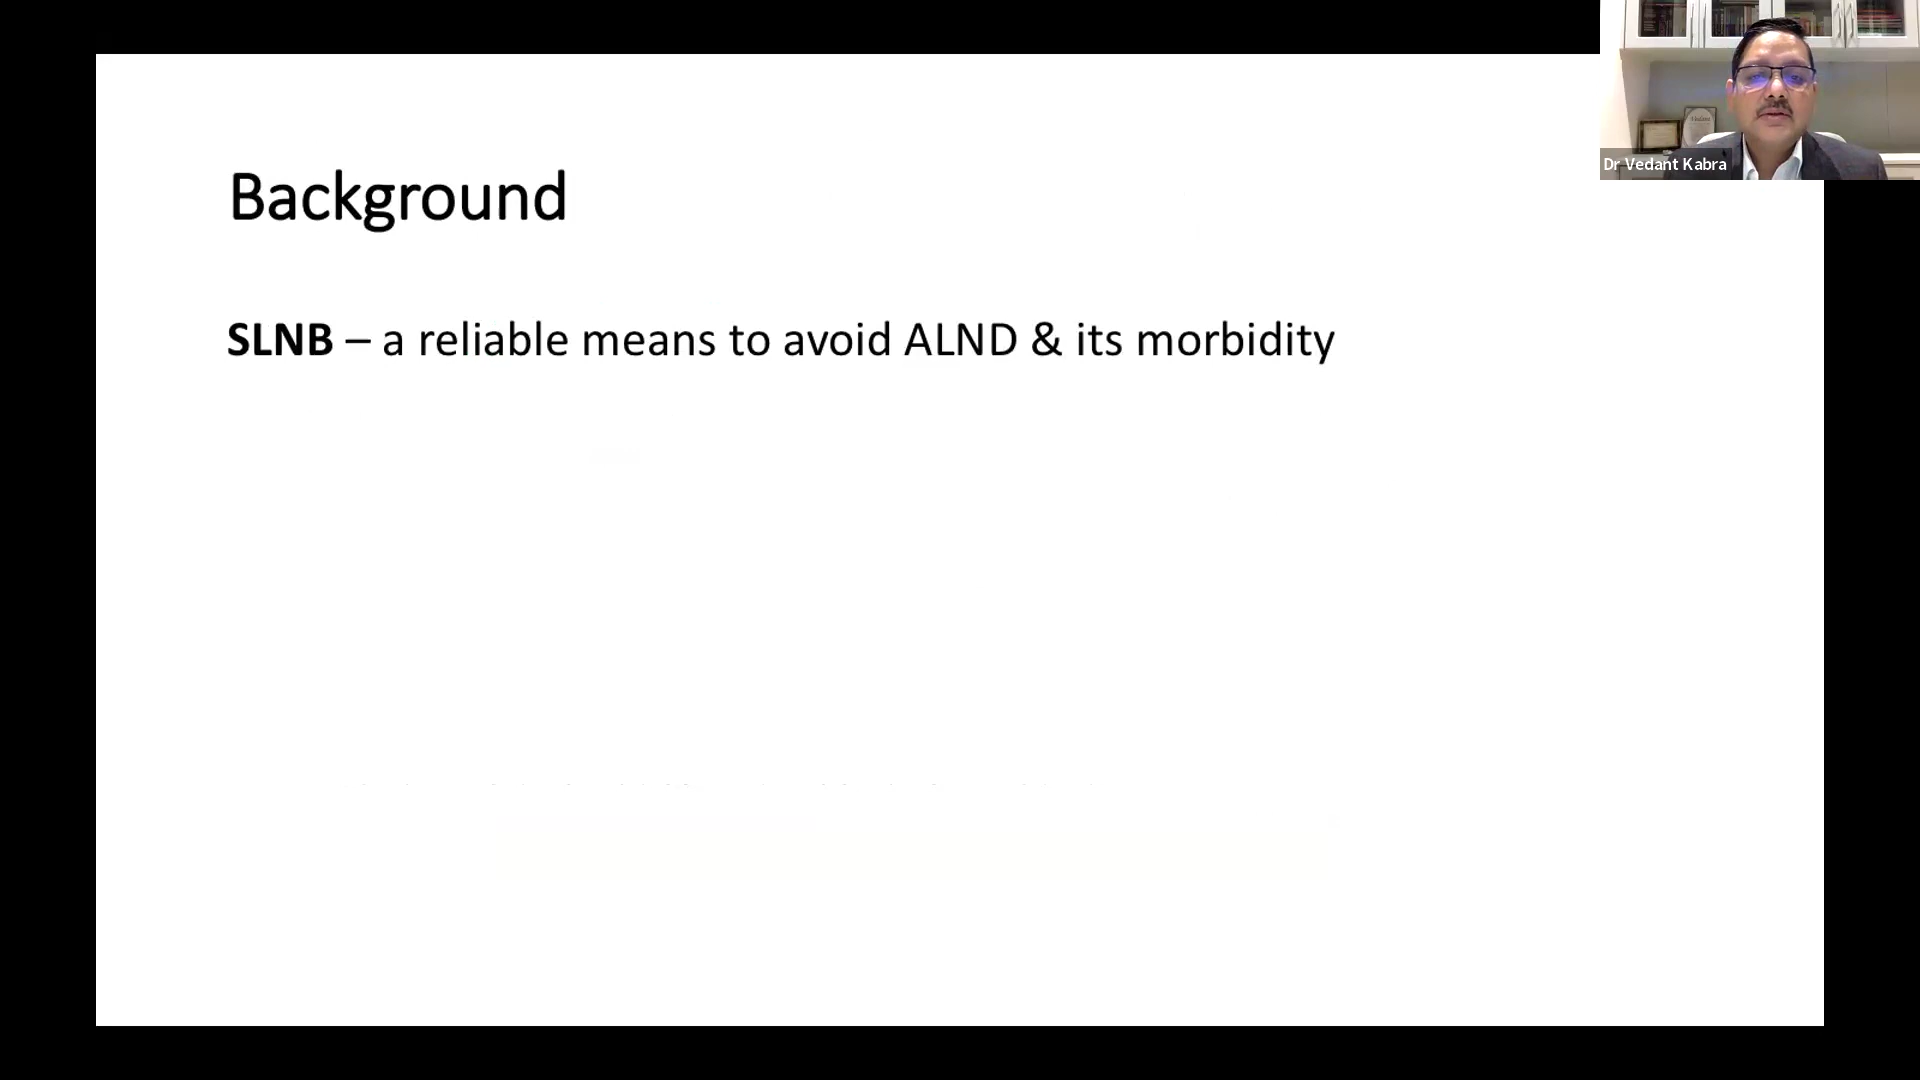 Background
SLNB – a reliable means to avoid ALND & its morbidity
Dr Vedant Kabra